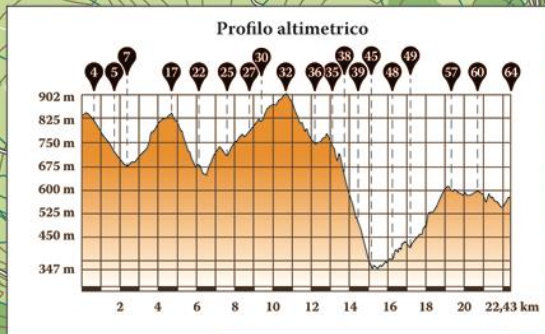 Profilo altimetrico
4 5 7 17 22 25 27 30 32 36 35 38 39 45 48 49 57 60 64
902 m
825 m
750 m
675 m
600 m
525 m
450 m
347 m
2 4 6 8 10 12 14 16 18 20 22,43 km